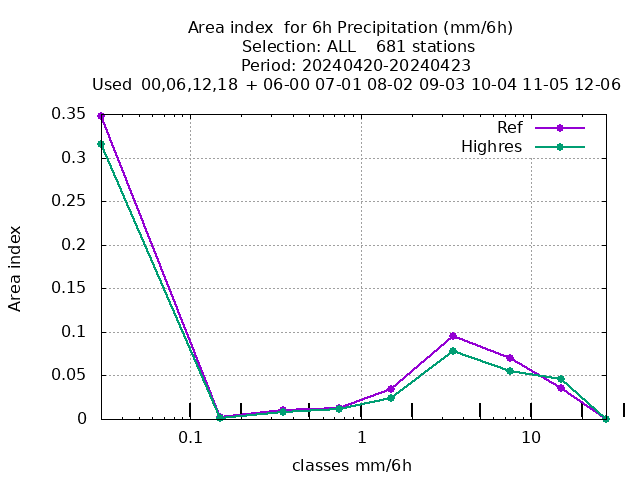 Area index  for 6h Precipitation (mm/6h)
Selection: ALL    681 stations
Period: 20240420-20240423
Used  00,06,12,18  + 06-00 07-01 08-02 09-03 10-04 11-05 12-06
Ref
Highres
0.35
0.3
0.25
0.2
0.15
0.1
0.05
0
Area index
0.1
1
10
classes mm/6h